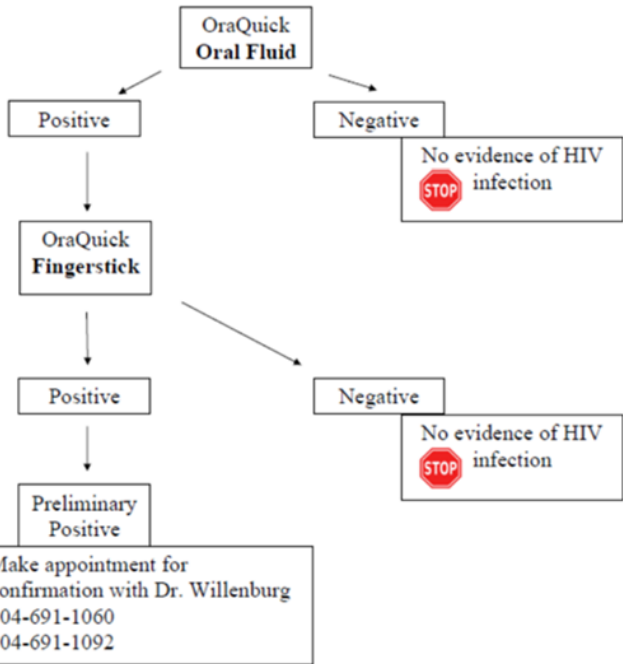 OraQuick
Oral Fluid
Positive
Negative
No evidence of HIV
STOP infection
OraQuick
Fingerstick
Positive
Negative
No evidence of HIV
STOP infection
Preliminary
Positive
Make appointment for
confirmation with Dr. Willenburg
04-691-1060
04-691-1092